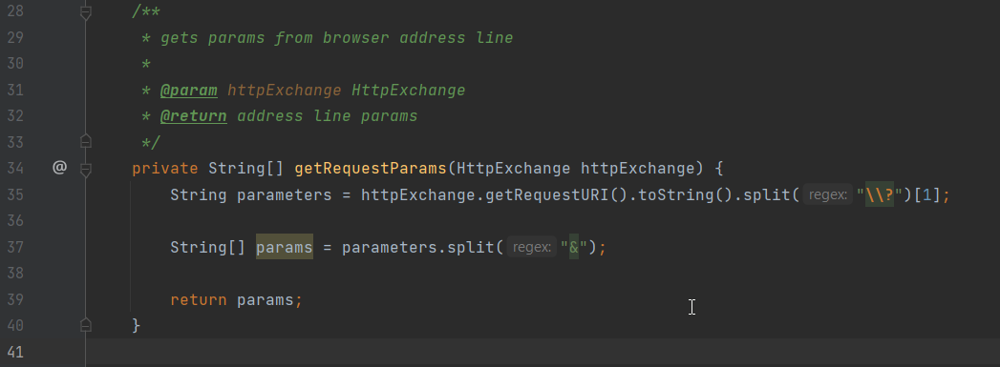 28 /**
29 * gets params from browser address line
30 *
31 * @param httpExchange HttpExchange
32 * @return address line params
33 */
34 @ private String[] getRequestParams(HttpExchange httpExchange) {
35 String parameters = httpExchange.getRequestURI().toString().split( regex: "\\?")[1];
36
37 String[] params = parameters.split( regex: "&");
38
39 return params;
40 }
41